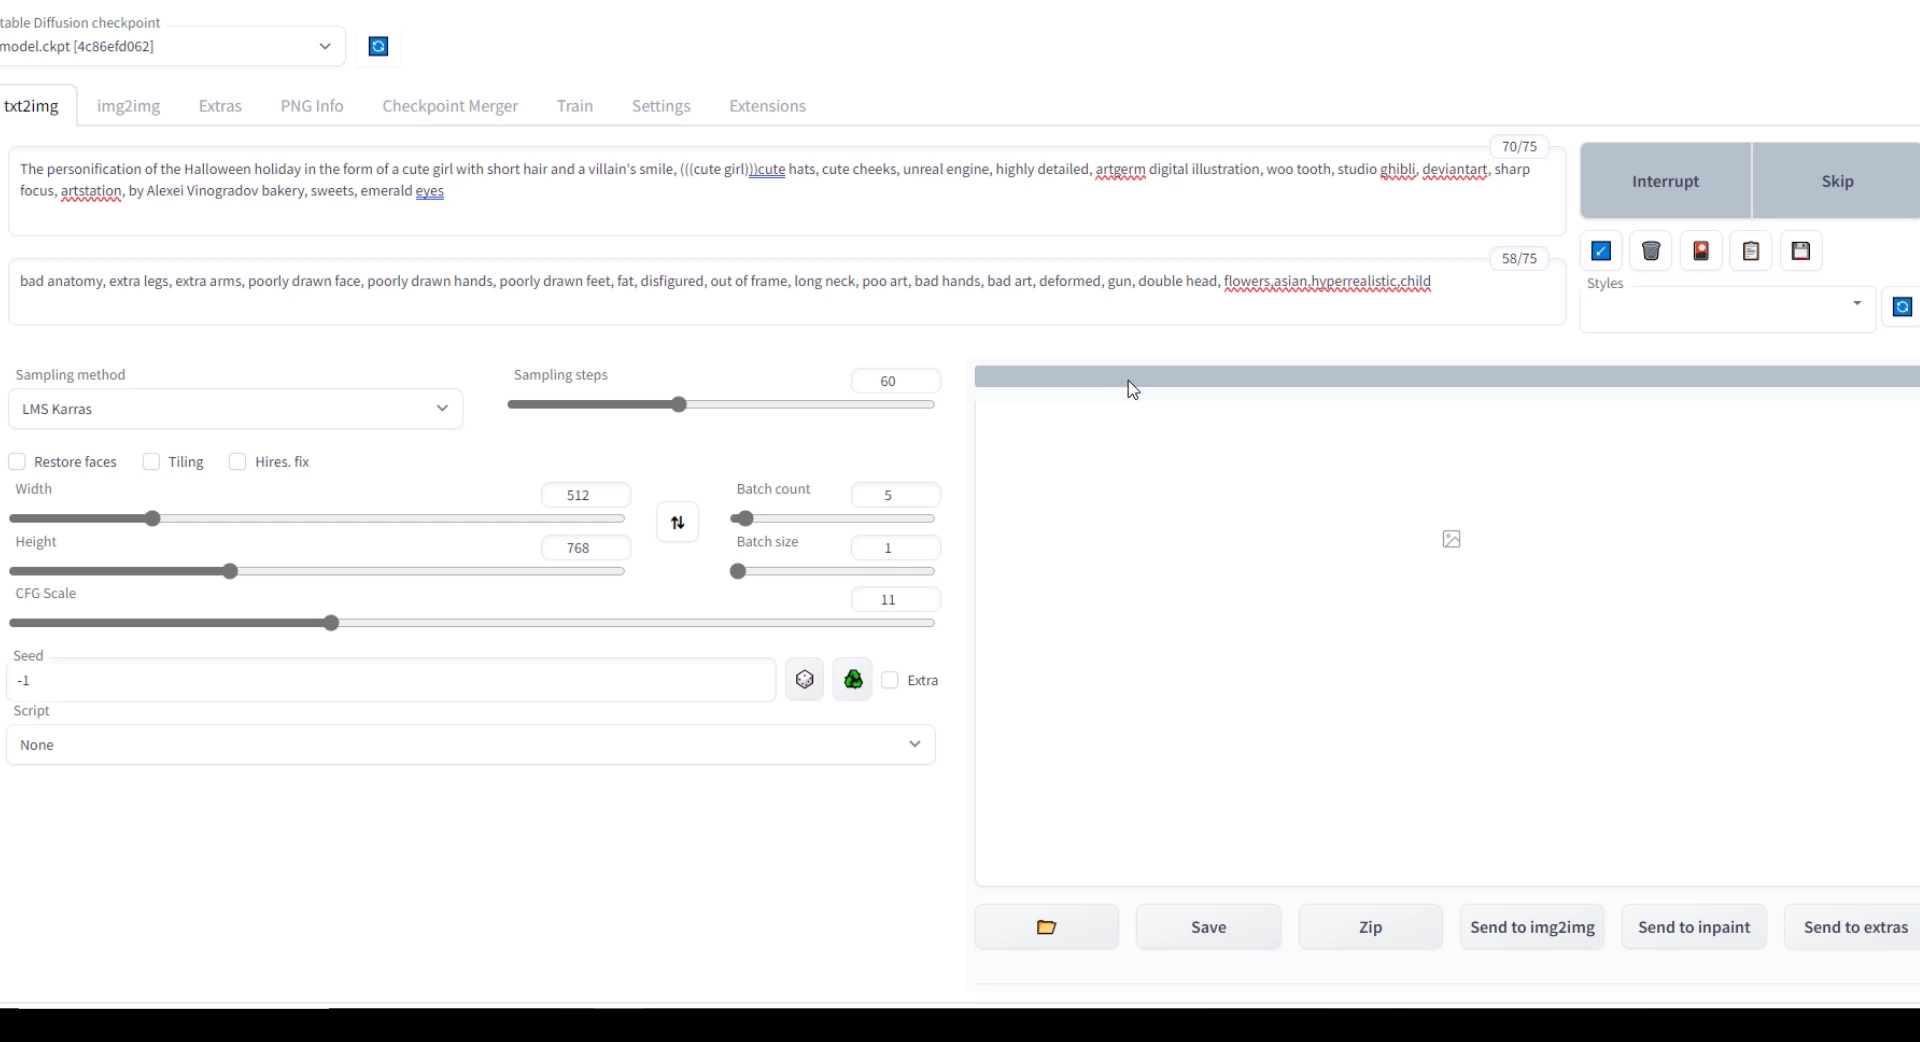 table Diffusion checkpoint
model.ckpt [4c86efd062]
txt2img img2img Extras PNG Info Checkpoint Merger Train Settings Extensions
70/75
The personification of the Halloween holiday in the form of a cute girl with short hair and a villain's smile, (((cute girl)))cute hats, cute cheeks, unreal engine, highly detailed, artgerm digital illustration, woo tooth, studio ghibli, deviantart, sharp
focus, artstation, by Alexei Vinogradov bakery, sweets, emerald eyes
Interrupt Skip
58/75
bad anatomy, extra legs, extra arms, poorly drawn face, poorly drawn hands, poorly drawn feet, fat, disfigured, out of frame, long neck, poo art, bad hands, bad art, deformed, gun, double head, flowers,asian,hyperrealistic,child
Styles
Sampling method
LMS Karras
Sampling steps 60
Restore faces Tiling Hires. fix
Width 512
Batch count 5
Height 768
Batch size 1
CFG Scale 11
Seed
-1
Extra
Script
None
Save Zip Send to img2img Send to inpaint Send to extras